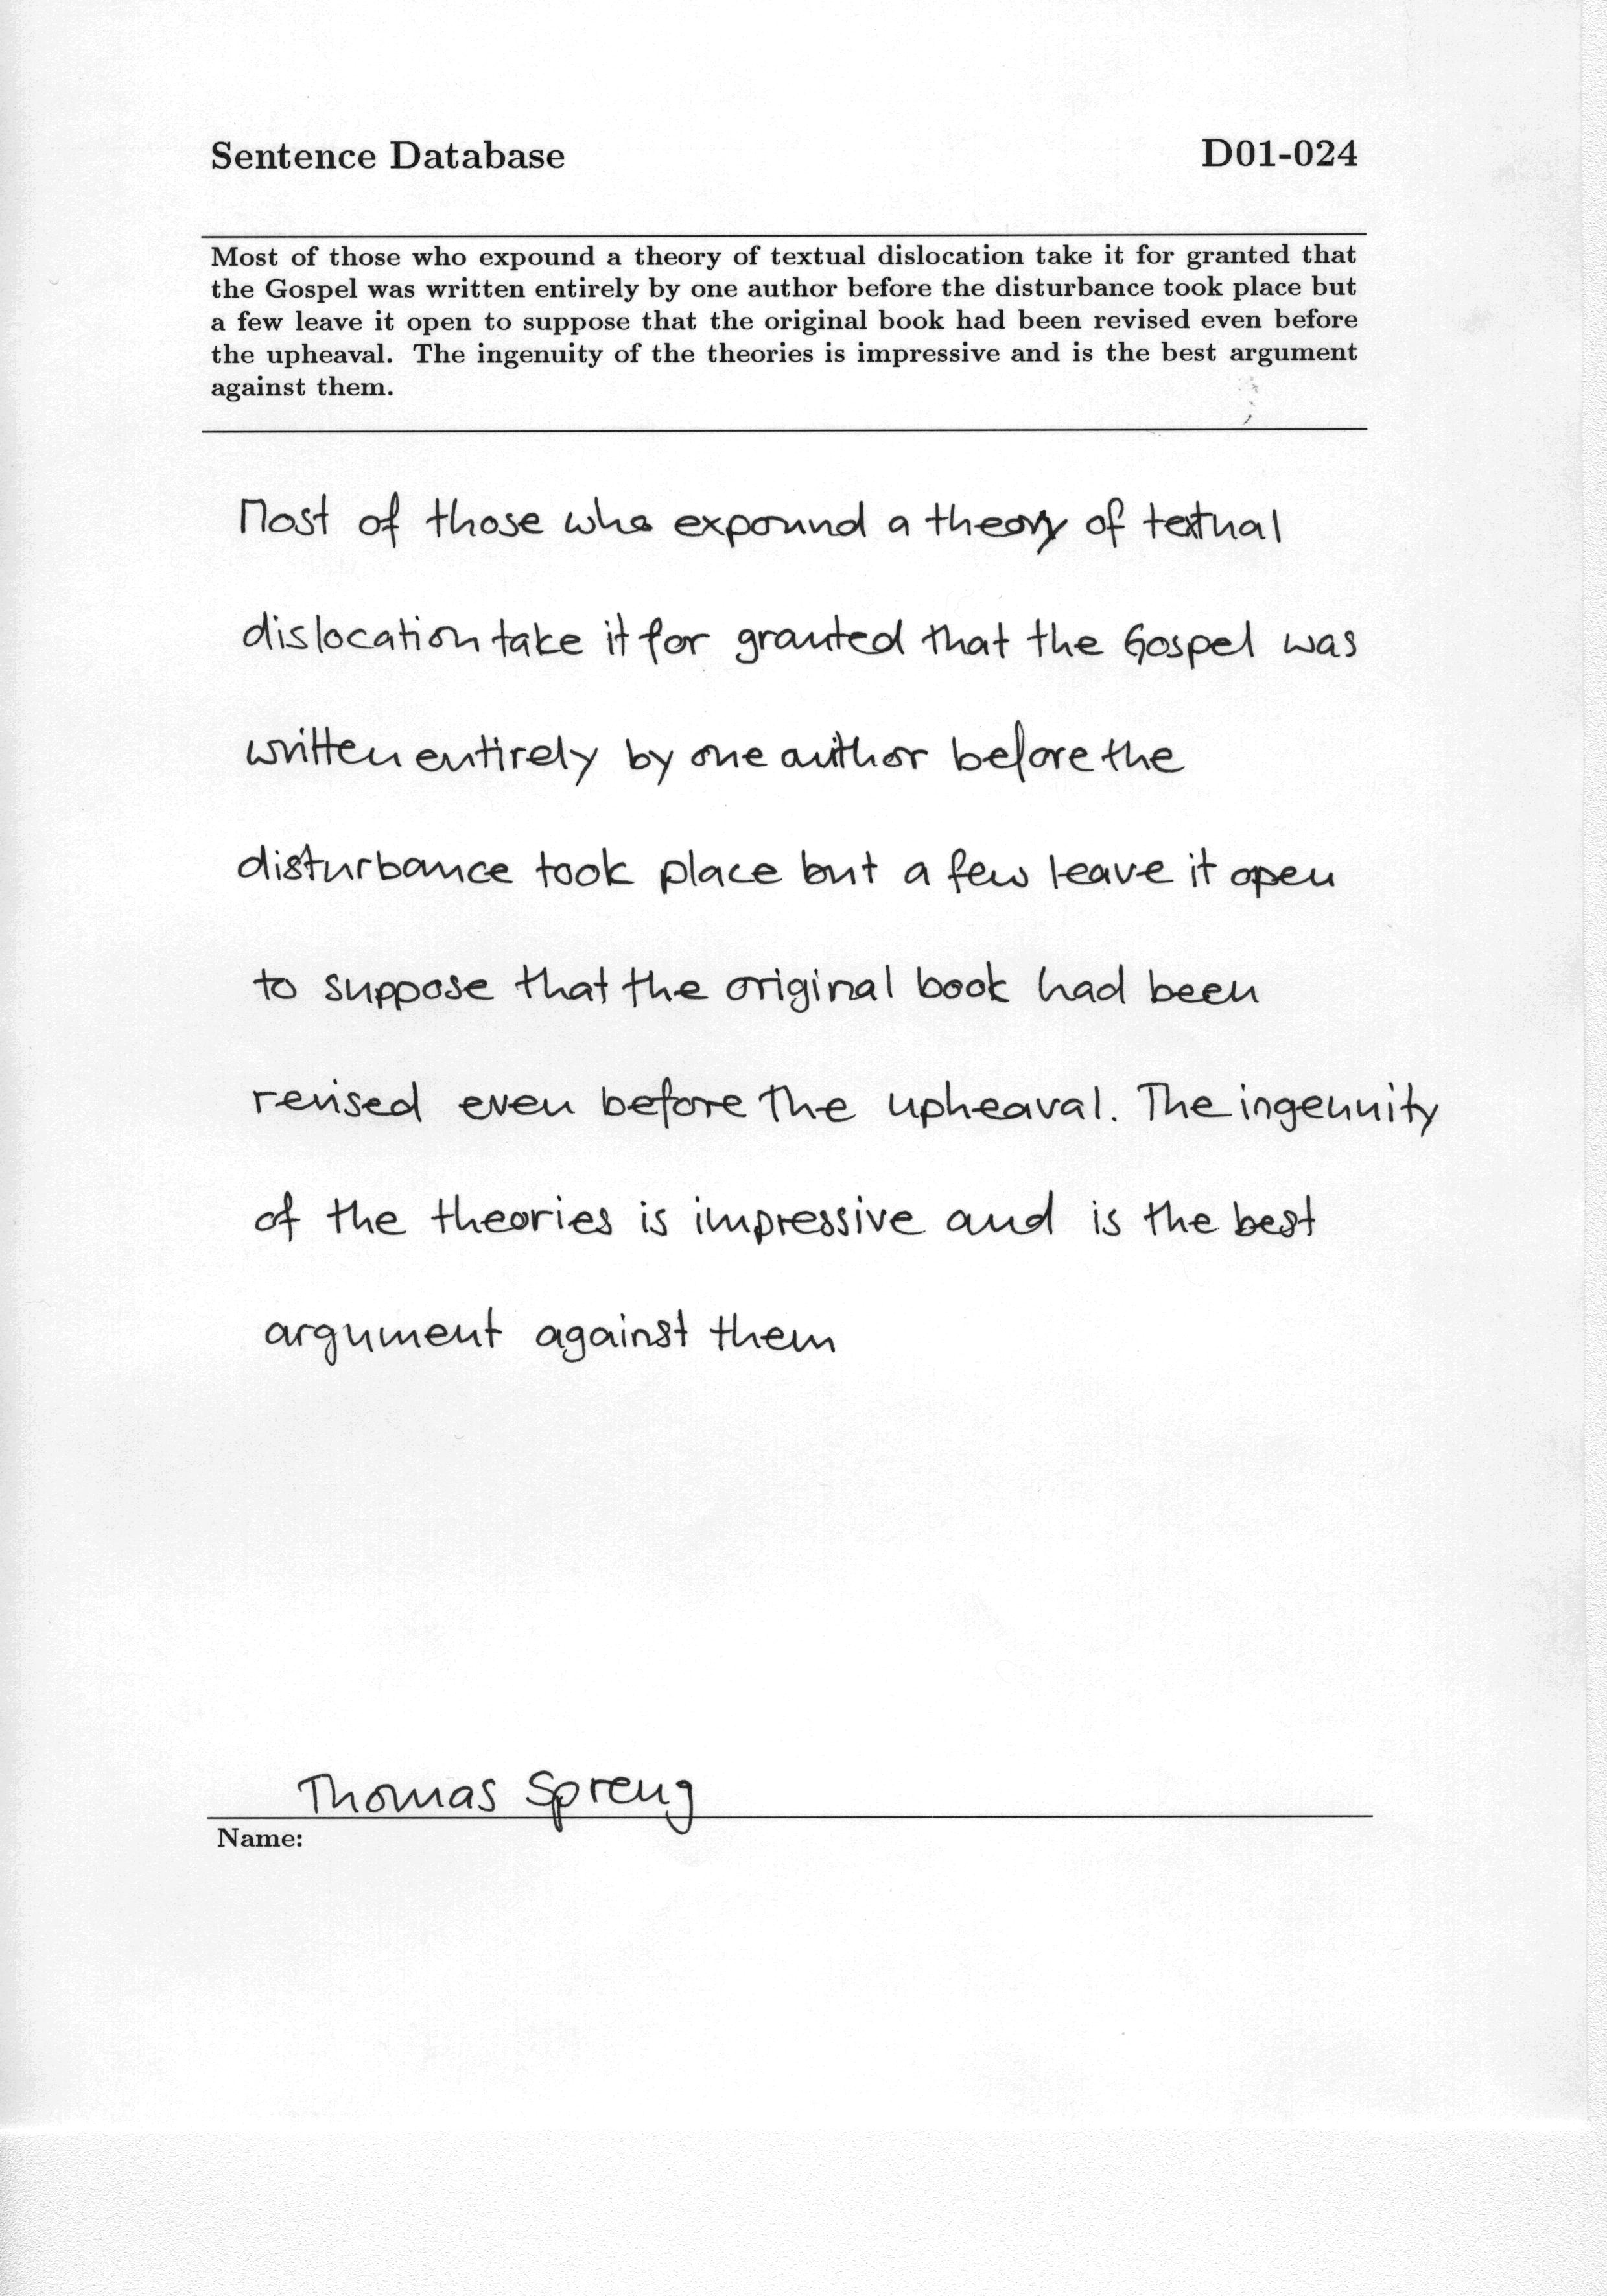 Sentence Database D01-024
Most of those who expound a theory of textual dislocation take it for granted that
the Gospel was written entirely by one author before the disturbance took place but
a few leave it open to suppose that the original book had been revised even before
the upheaval. The ingenuity of the theories is impressive and is the best argument
against them.
Most of those who expound a theory of textual
dislocation take it for granted that the Gospel was
written entirely by one author before the
disturbance took place but a few leave it open
to suppose that the original book had been
revised even before the upheaval. The ingenuity
of the theories is impressive and is the best
argument against them
Thomas Spreng
Name: